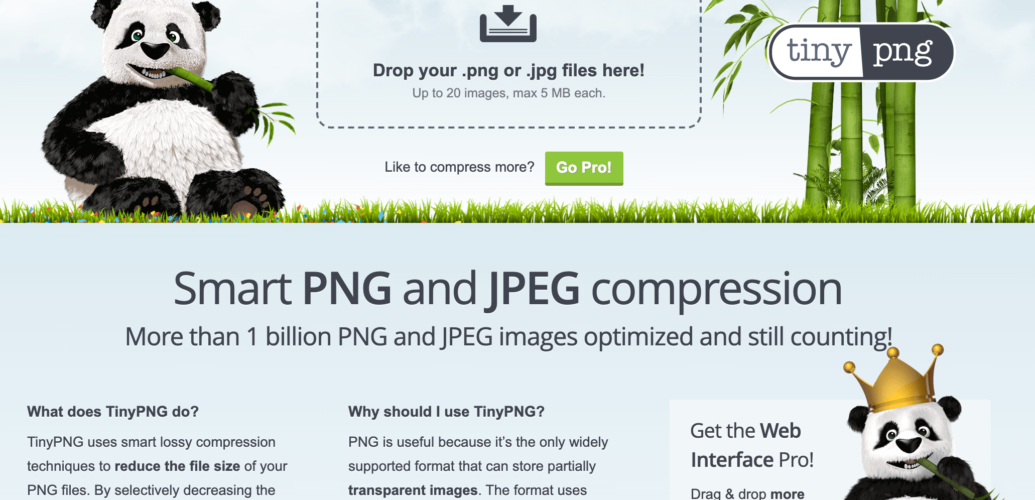 tiny png
Drop your .png or .jpg files here!
Up to 20 images, max 5 MB each.
Like to compress more? Go Pro!
Smart PNG and JPEG compression
More than 1 billion PNG and JPEG images optimized and still counting!
What does TinyPNG do?
TinyPNG uses smart lossy compression
techniques to reduce the file size of your
PNG files. By selectively decreasing the
Why should I use TinyPNG?
PNG is useful because it’s the only widely
supported format that can store partially
transparent images. The format uses
Get the Web
Interface Pro!
Drag & drop more